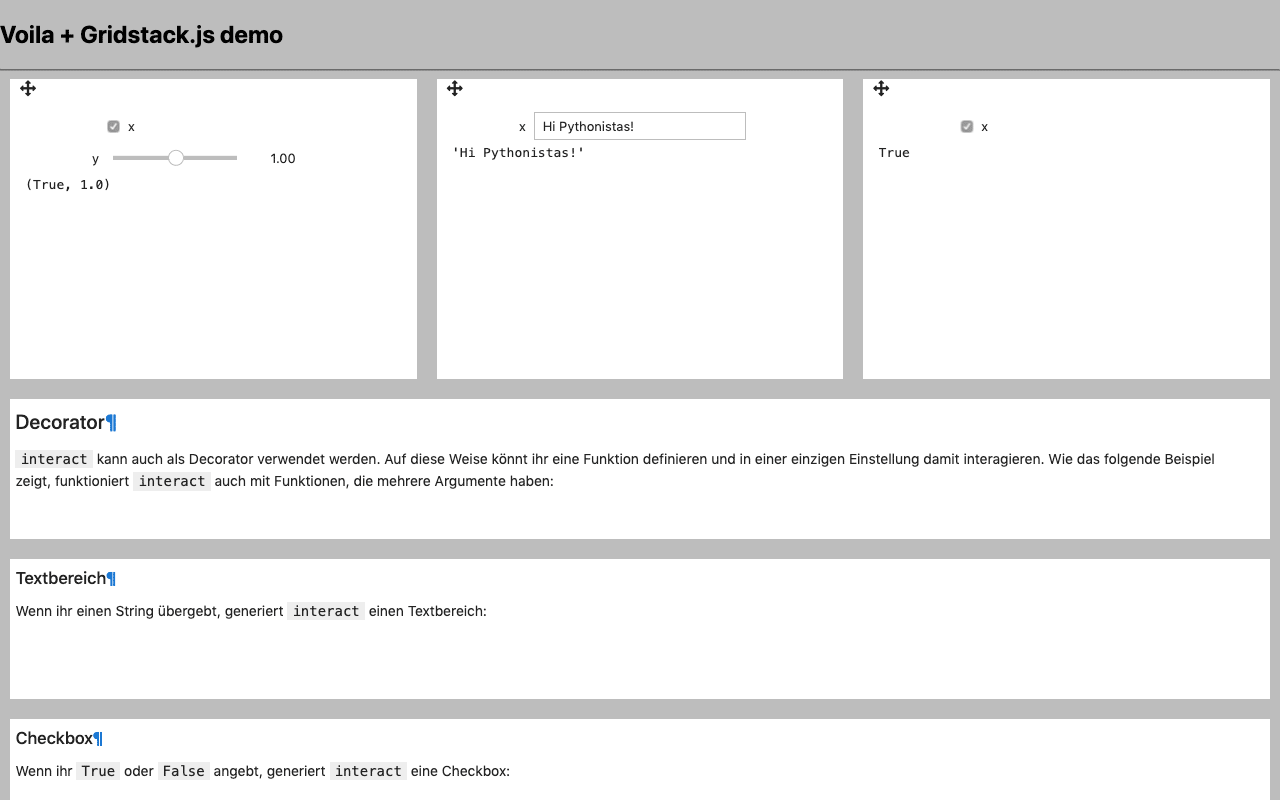 Voila + Gridstack.js demo
x
y 1.00
(True, 1.0)
x Hi Pythonistas!
'Hi Pythonistas!'
x
True
Decorator¶
interact kann auch als Decorator verwendet werden. Auf diese Weise könnt ihr eine Funktion definieren und in einer einzigen Einstellung damit interagieren. Wie das folgende Beispiel
zeigt, funktioniert interact auch mit Funktionen, die mehrere Argumente haben:
Textbereich¶
Wenn ihr einen String übergebt, generiert interact einen Textbereich:
Checkbox¶
Wenn ihr True oder False angebt, generiert interact eine Checkbox: